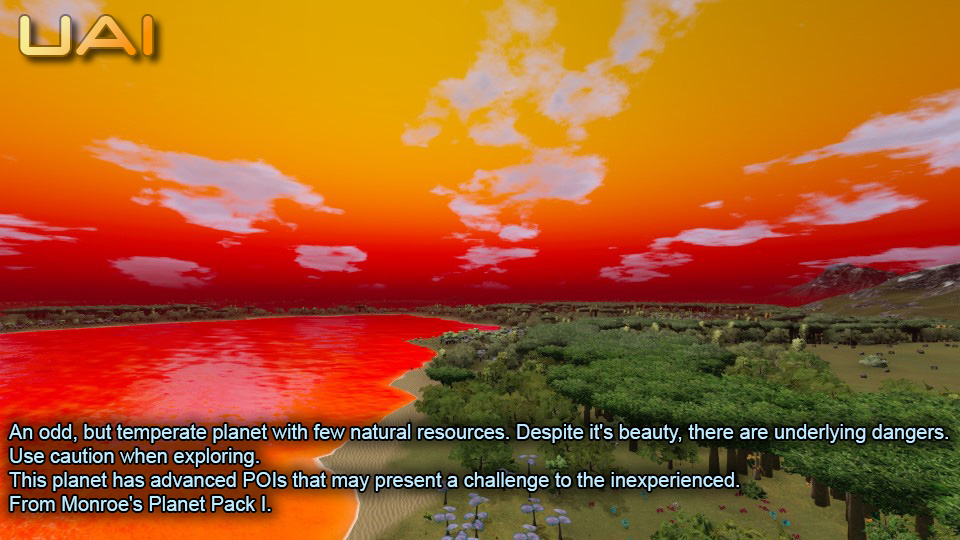 UAI
An odd, but temperate planet with few natural resources. Despite it's beauty, there are underlying dangers.
Use caution when exploring.
This planet has advanced POIs that may present a challenge to the inexperienced.
From Monroe's Planet Pack I.